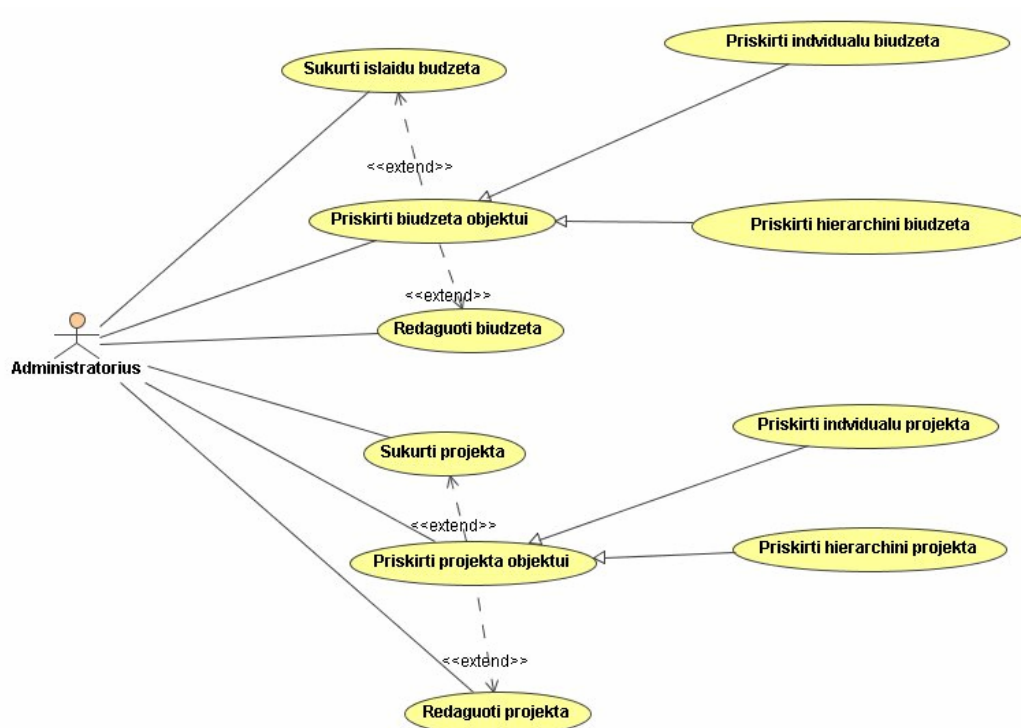 Priskirti indvidualu biudzeta
Sukurti islaidu budzeta
<<extend>>
Priskirti biudzeta objektui
Priskirti hierarchini biudzeta
<<extend>>
Redaguoti biudzeta
Administratorius
Priskirti indvidualu projekta
Sukurti projekta
<<extend>>
Priskirti projekta objektui
Priskirti hierarchini projekta
<<extend>>
Redaguoti projekta